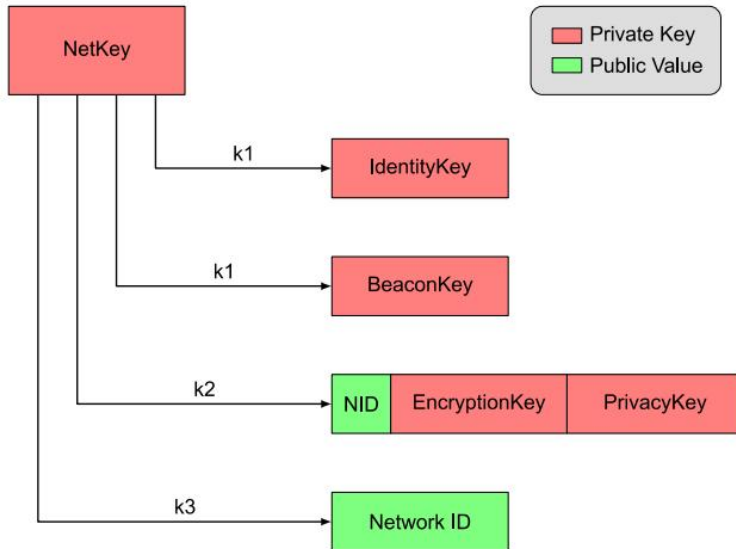 NetKey
Private Key
Public Value
k1
IdentityKey
k1
BeaconKey
k2
NID
EncryptionKey
PrivacyKey
k3
Network ID